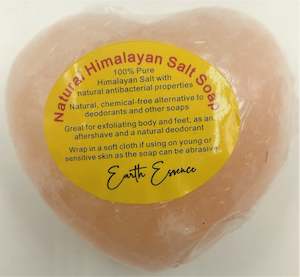 Natural Himalayan Salt Soap
100% Pure
Himalayan Salt with
natural antibacterial properties
Natural, chemical-free alternative to
deodorants and other soaps
Great for exfoliating body and feet, as an
aftershave and a natural deodorant
Wrap in a soft cloth if using on young or
sensitive skin as the soap can be abrasive
Earth Essence